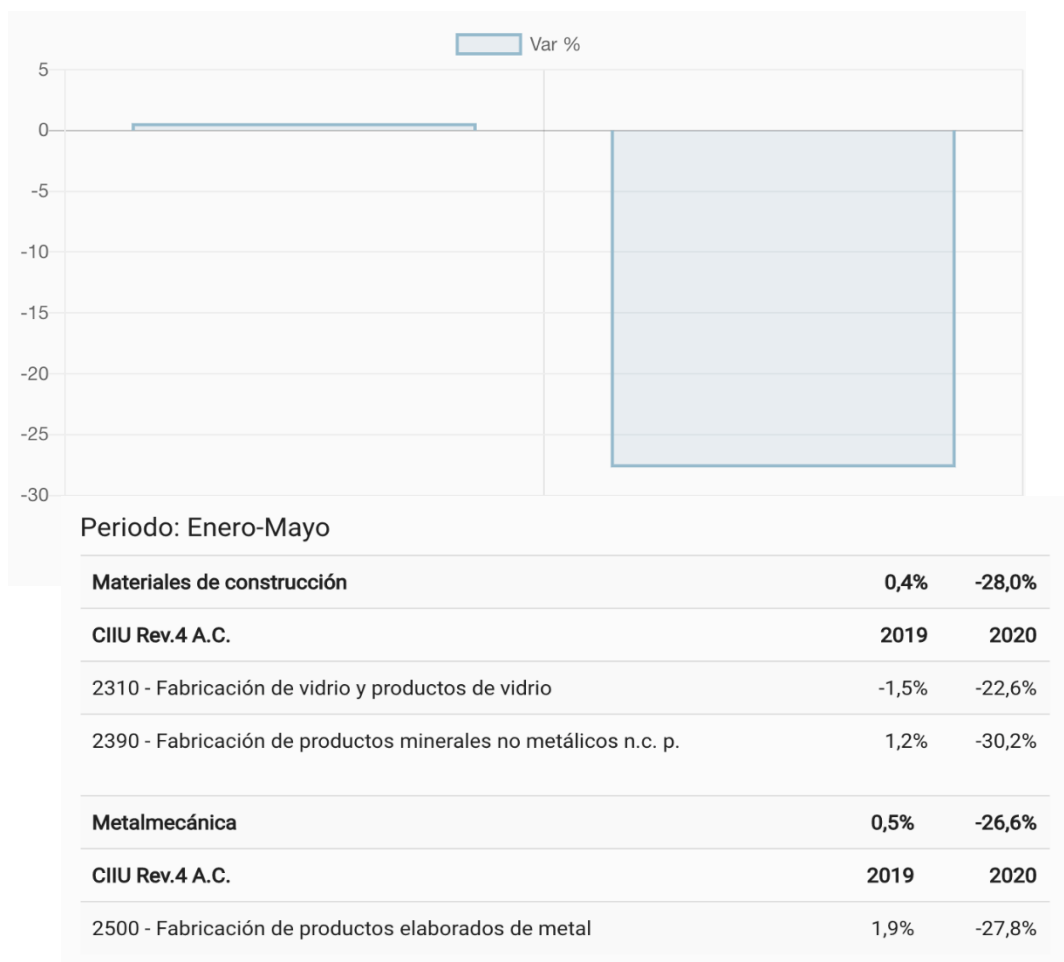 Var %
5
0
-5
-10
-15
-20
-25
-30
Periodo: Enero-Mayo
Materiales de construcción 0,4% -28,0%
CIIU Rev.4 A.C. 2019 2020
2310 - Fabricación de vidrio y productos de vidrio -1,5% -22,6%
2390 - Fabricación de productos minerales no metálicos n.c. p. 1,2% -30,2%
Metalmecánica 0,5% -26,6%
CIIU Rev.4 A.C. 2019 2020
2500 - Fabricación de productos elaborados de metal 1,9% -27,8%